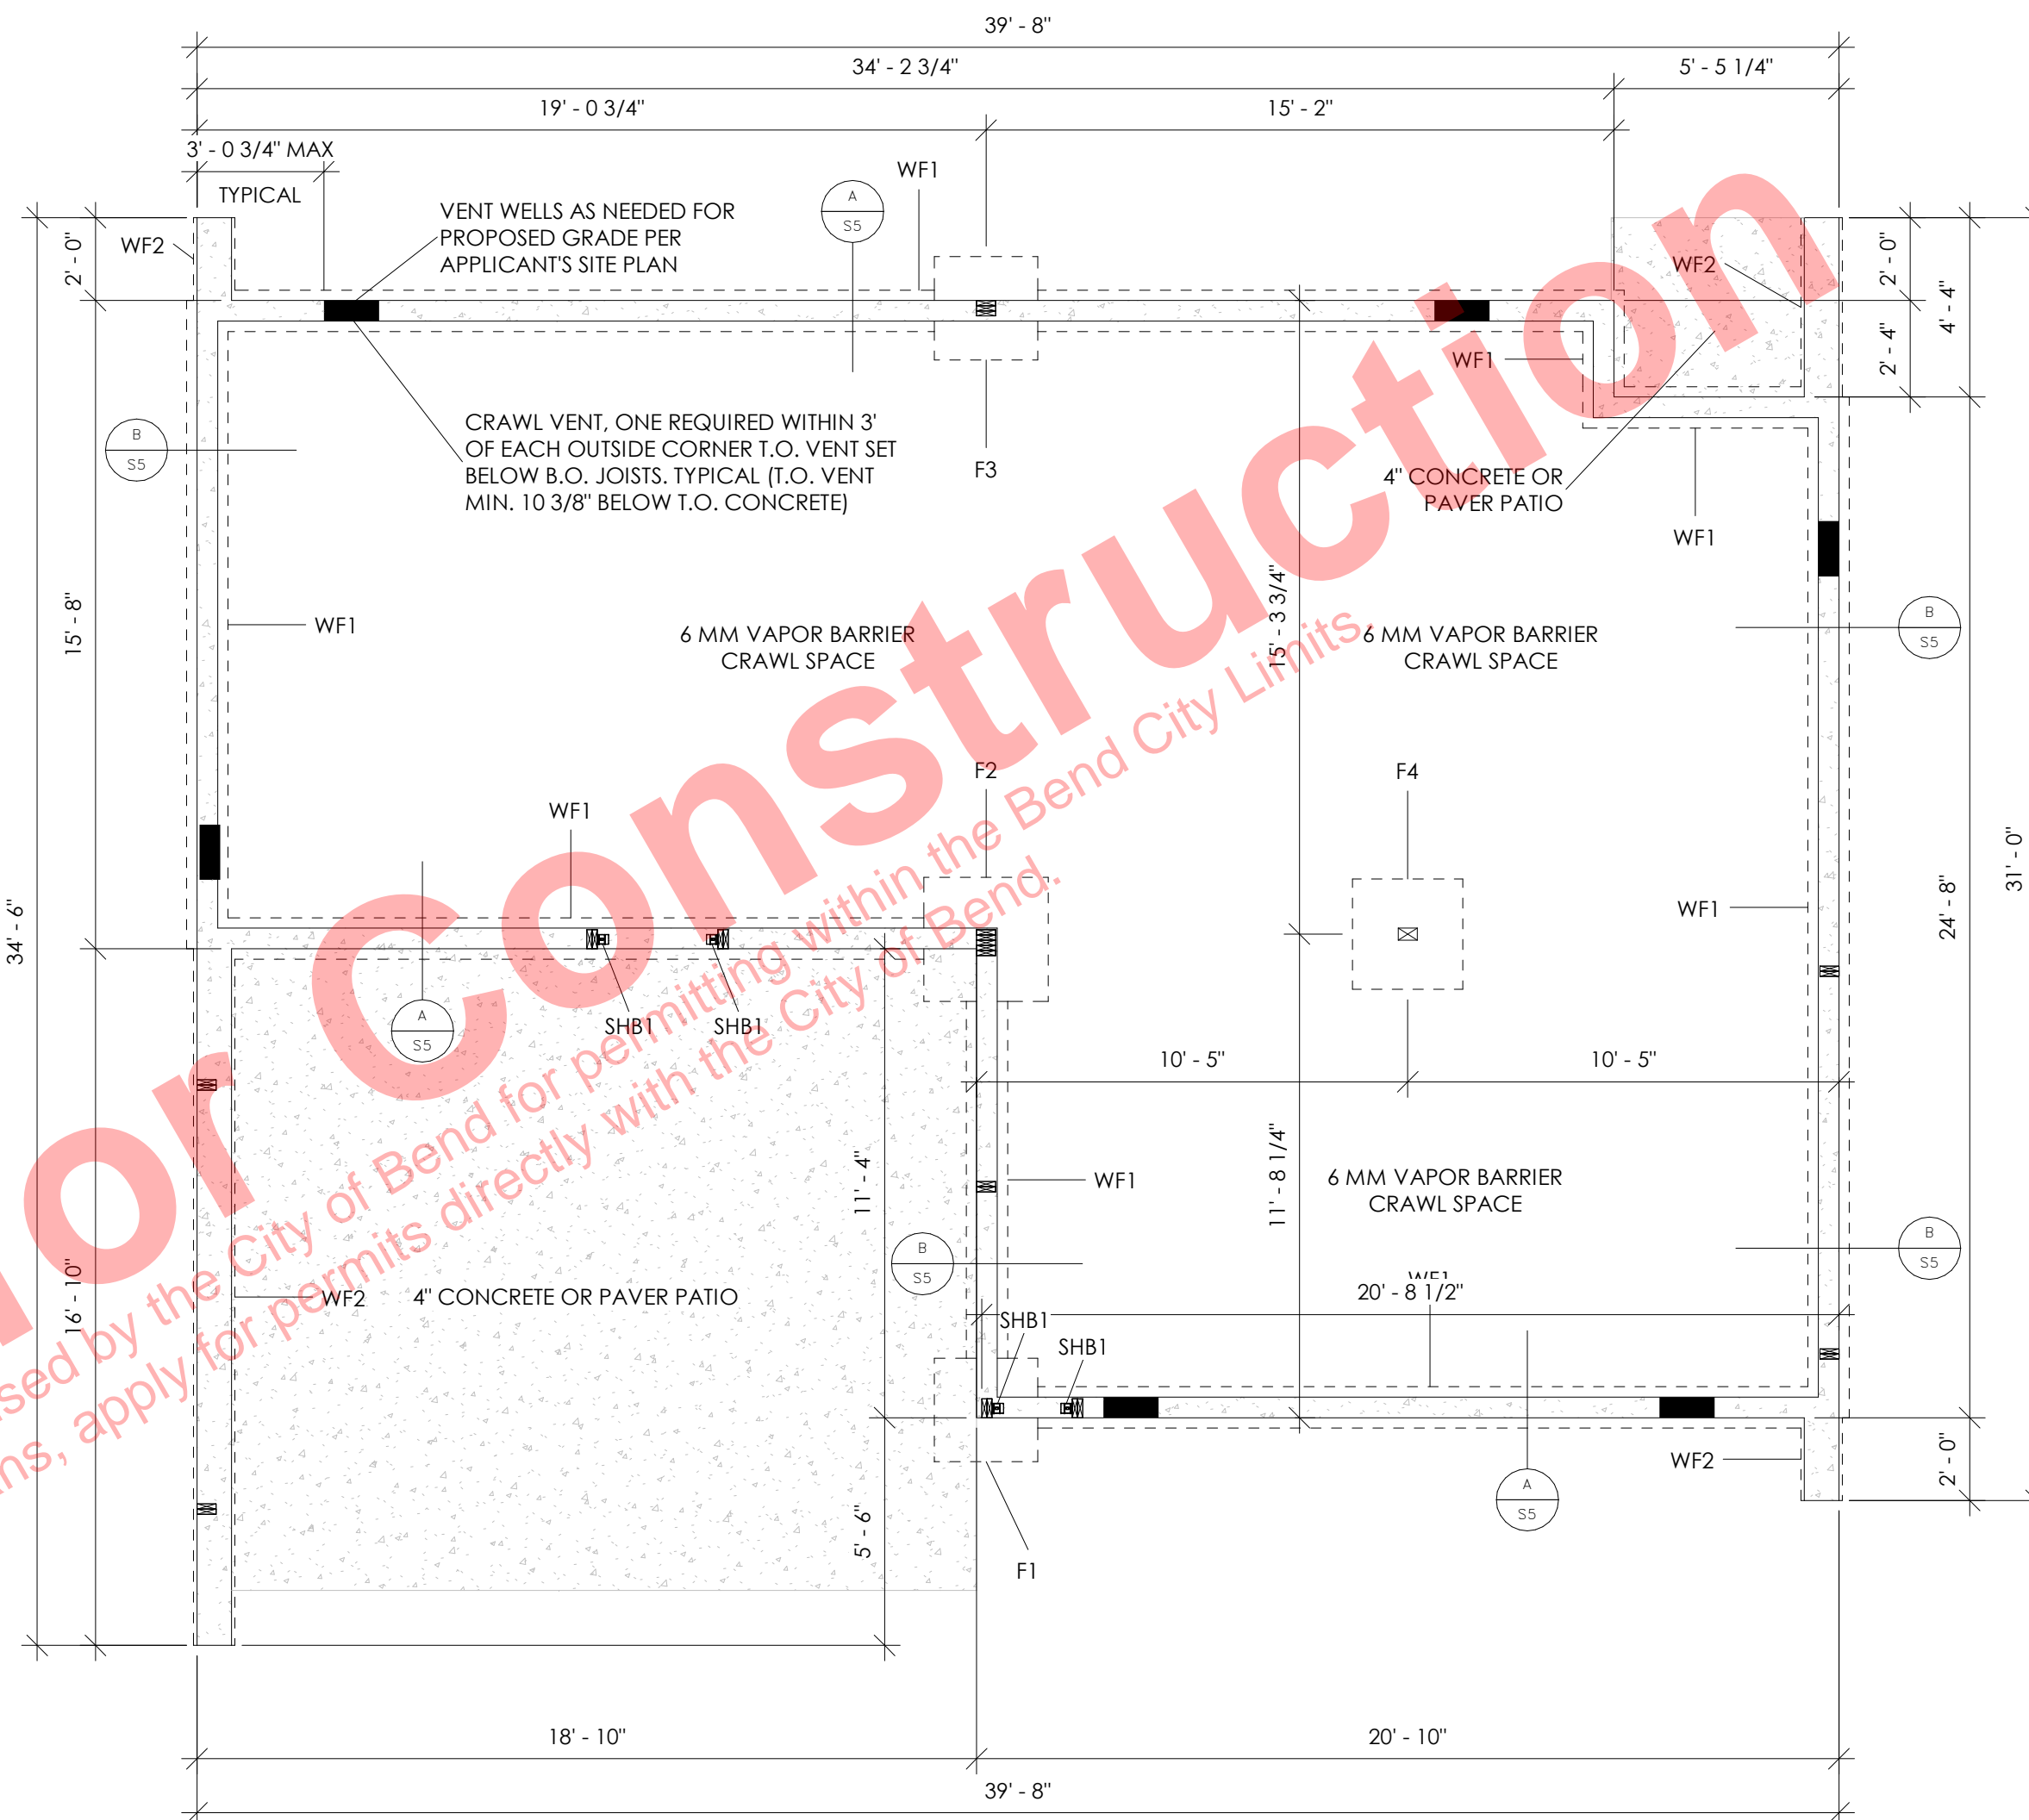 39' - 8"
34' - 2 3/4"
5' - 5 1/4"
19' - 0 3/4"
15' - 2"
3' - 0 3/4" MAX
TYPICAL
WF1
A
S5
VENT WELLS AS NEEDED FOR
PROPOSED GRADE PER
APPLICANT'S SITE PLAN
WF2
2' - 0"
WF2
2' - 0"
4' - 4"
2' - 4"
WF1
CRAWL VENT, ONE REQUIRED WITHIN 3'
OF EACH OUTSIDE CORNER T.O. VENT SET
BELOW B.O. JOISTS. TYPICAL (T.O. VENT
MIN. 10 3/8" BELOW T.O. CONCRETE)
B
S5
F3
4" CONCRETE OR
PAVER PATIO
WF1
15' - 8"
WF1
6 MM VAPOR BARRIER
CRAWL SPACE
15' - 3 3/4"
6 MM VAPOR BARRIER
CRAWL SPACE
B
S5
F2
F4
WF1
34' - 6"
31' - 0"
24' - 8"
WF1
A
S5
SHB1
SHB1
10' - 5"
10' - 5"
11' - 4"
WF1
11' - 8 1/4"
6 MM VAPOR BARRIER
CRAWL SPACE
B
S5
B
S5
16' - 10"
WF2
4" CONCRETE OR PAVER PATIO
WF1
20' - 8 1/2"
SHB1
SHB1
WF2
2' - 0"
A
S5
5' - 6"
F1
18' - 10"
20' - 10"
39' - 8"
or Construction
by the City of Bend for permitting within the Bend City Limits.
apply for permits directly with the City of Bend.